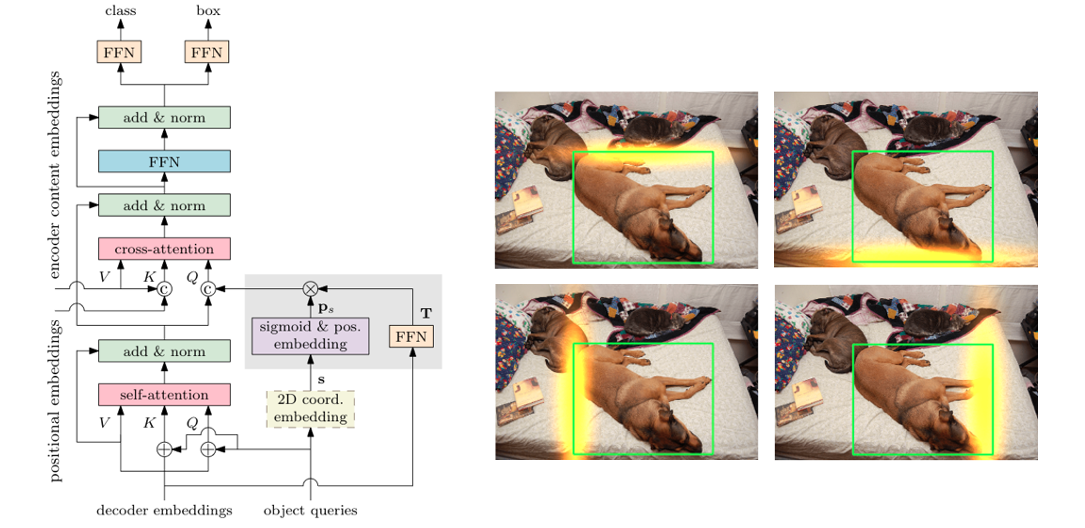 class
box
FFN
FFN
add & norm
FFN
add & norm
cross-attention
V
K
Q
c
c
encoder content embeddings
positional embeddings
p_s
T
sigmoid & pos.
embedding
FFN
add & norm
s
self-attention
2D coord.
embedding
V
K
Q
decoder embeddings
object queries